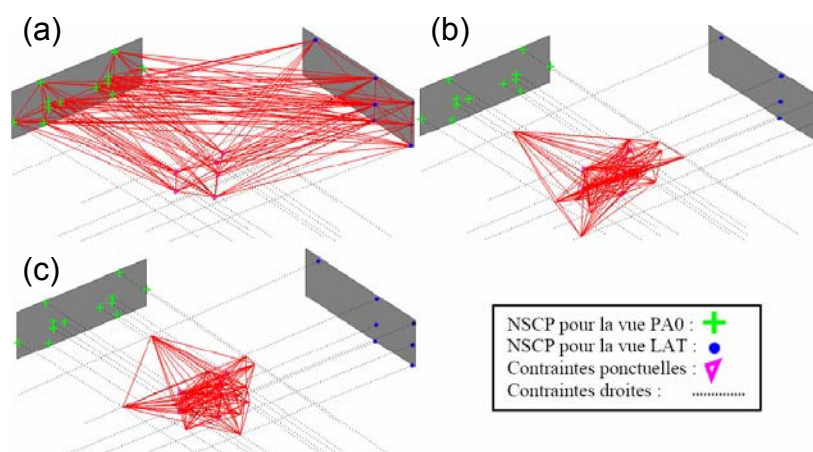 (a)
(b)
(c)
NSCP pour la vue PA0 :
NSCP pour la vue LAT :
Contraintes ponctuelles :
Contraintes droites :